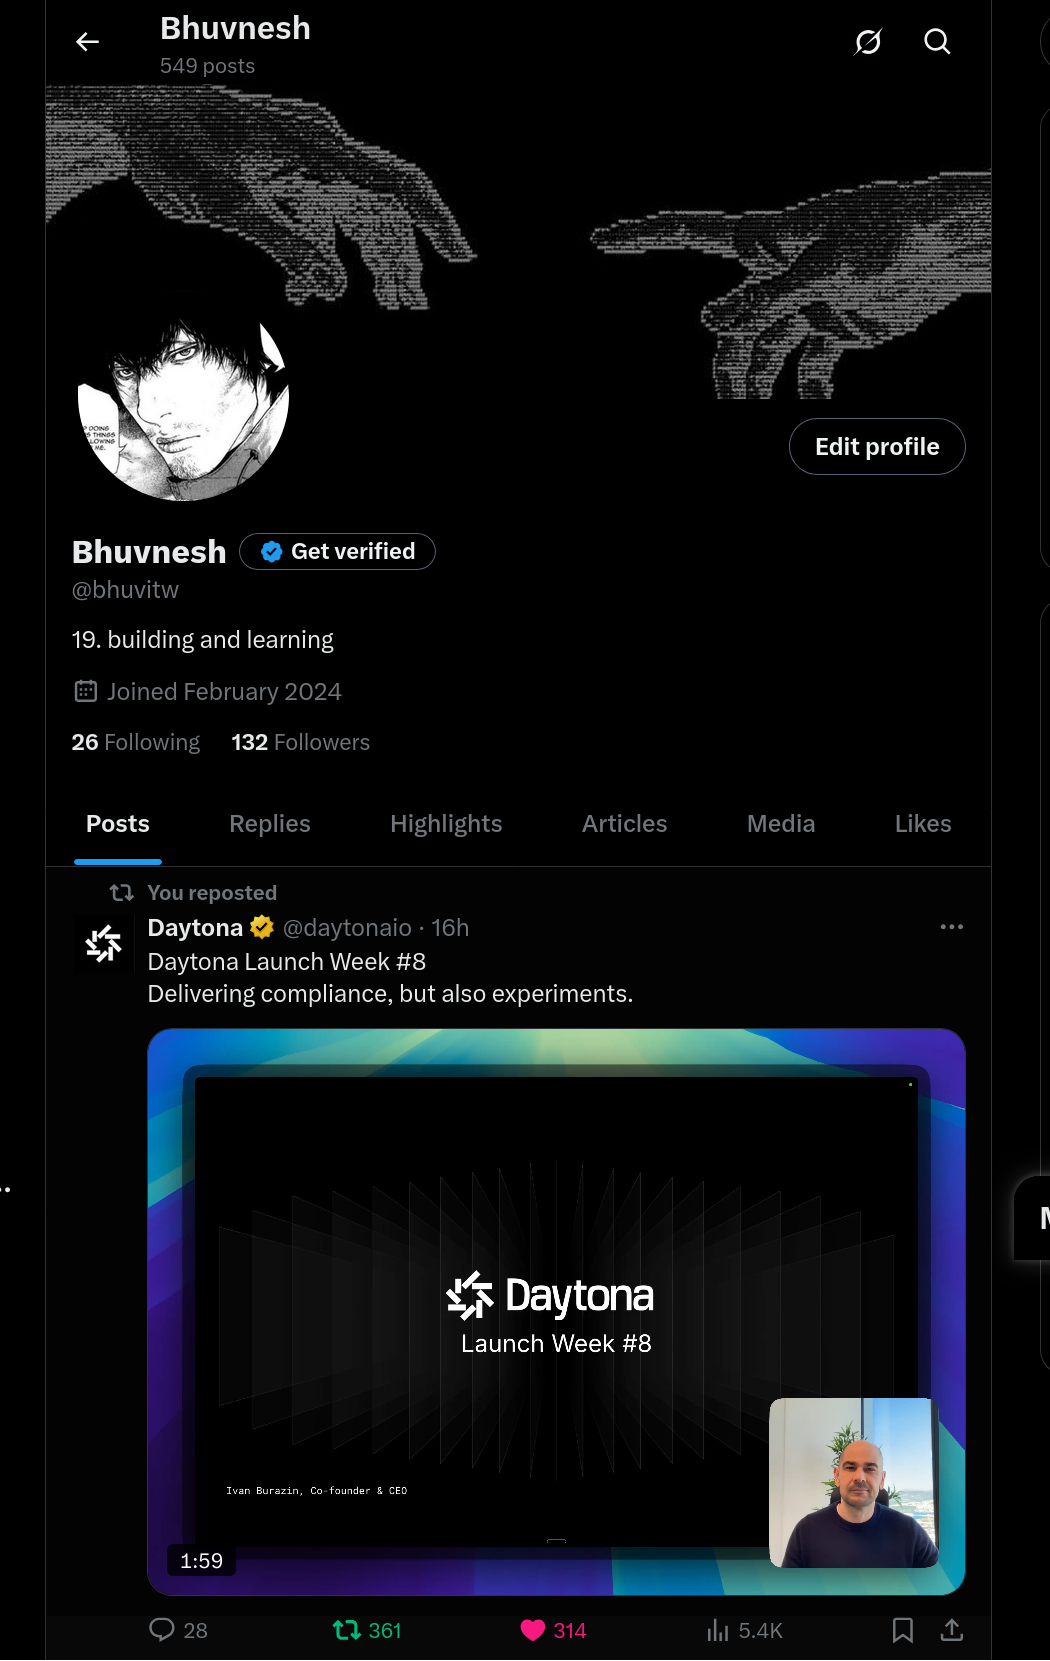 Bhuvnesh
549 posts
Edit profile
Bhuvnesh
Get verified
@bhuvitw
19. building and learning
Joined February 2024
26 Following 132 Followers
Posts Replies Highlights Articles Media Likes
You reposted
Daytona @daytonaio · 16h
Daytona Launch Week #8
Delivering compliance, but also experiments.
Daytona
Launch Week #8
Ivan Burazin, Co-founder & CEO
1:59
28 361 314 5.4K